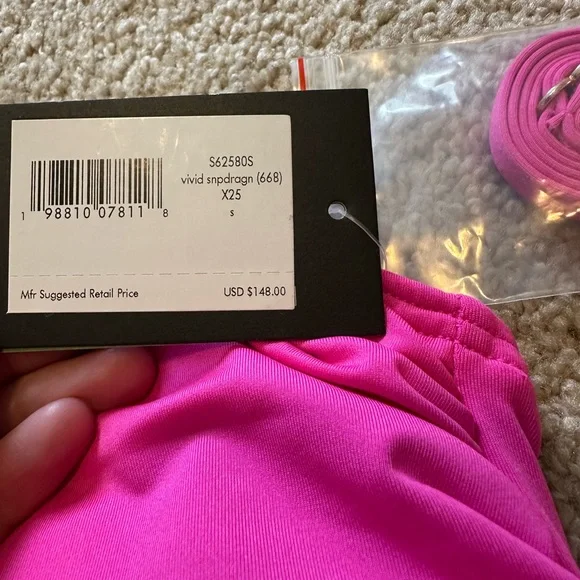 S62580S
vivid snpdragn (668)
X25
s
1 98810 07811 8
Mfr Suggested Retail Price USD $148.00